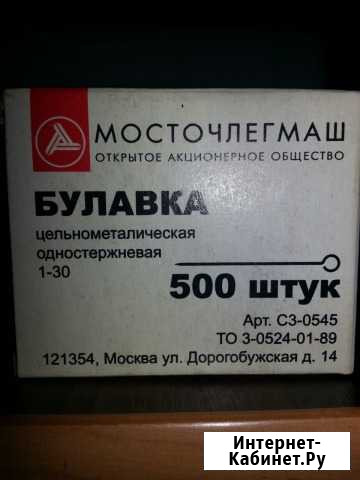 МОСТОЧЛЕГМАШ
ОТКРЫТОЕ АКЦИОНЕРНОЕ ОБЩЕСТВО
БУЛАВКА
цельнометалическая
одностержневая
1-30
500 штук
Арт. С3-0545
ТО 3-0524-01-89
121354, Москва ул. Дорогобужская д. 14
Интернет-
Кабинет.Ру